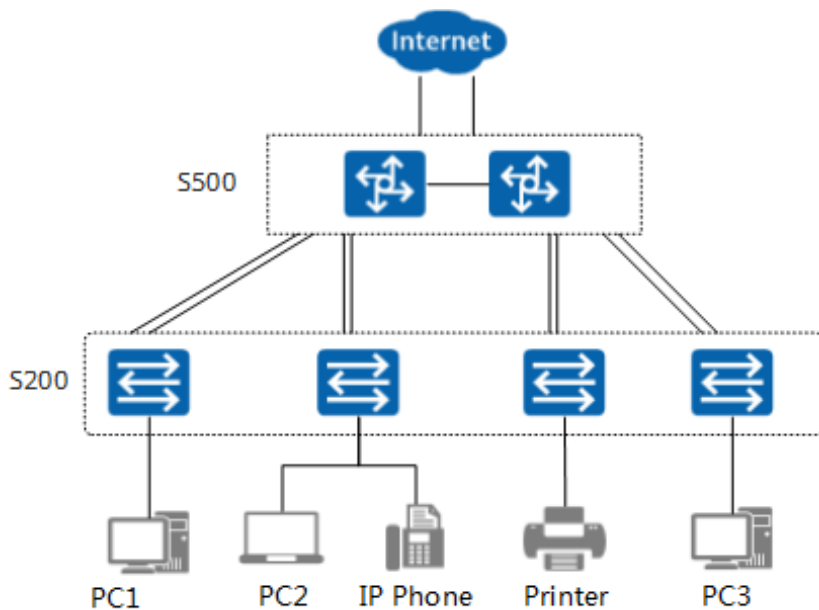 Internet
S500
S200
PC1
PC2
IP Phone
Printer
PC3